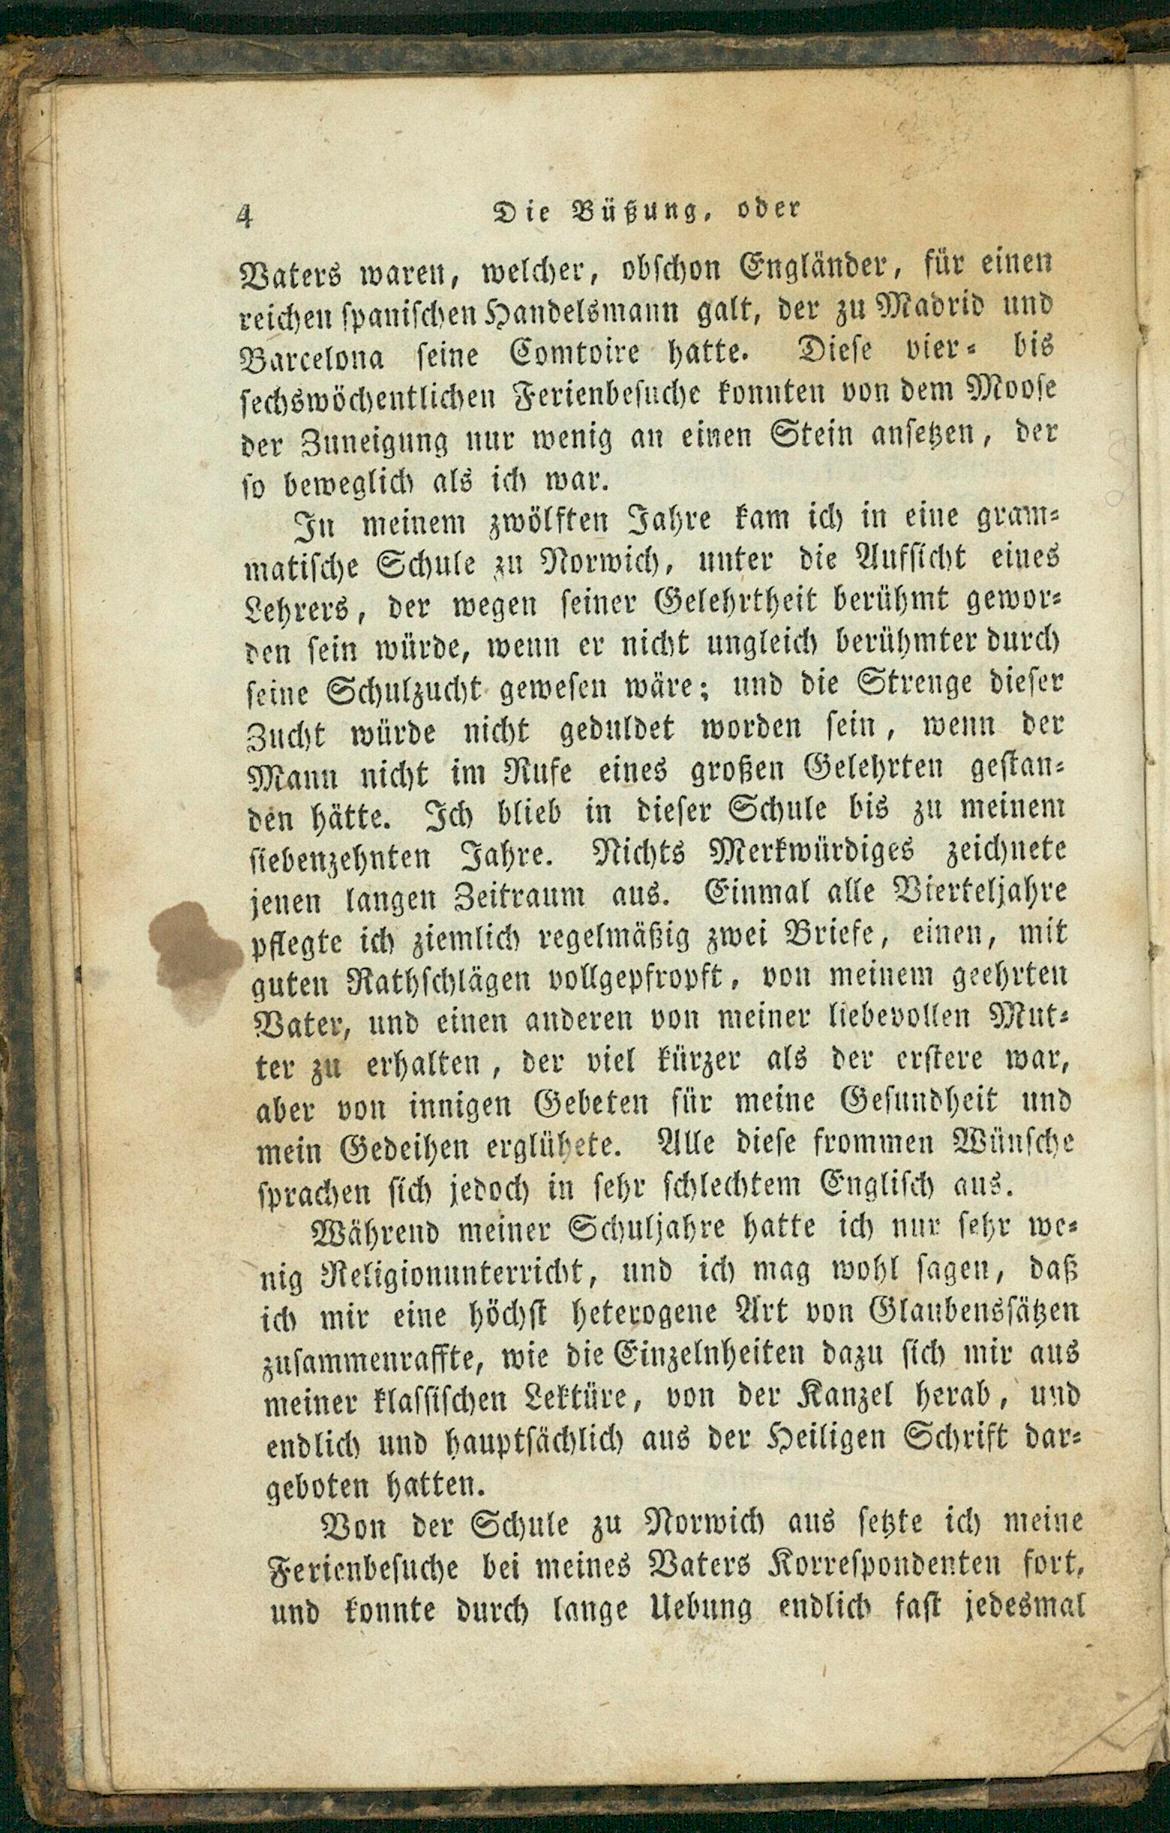 4 Die Büßung, oder
Vaters waren, welcher, obschon Engländer, für einen
reichen spanischen Handelsmann galt, der zu Madrid und
Barcelona seine Comtoire hatte. Diese vier- bis
sechswöchentlichen Ferienbesuche konnten von dem Moose
der Zuneigung nur wenig an einen Stein ansetzen, der
so beweglich als ich war.
In meinem zwölften Jahre kam ich in eine gram-
matische Schule zu Norwich, unter die Aufsicht eines
Lehrers, der wegen seiner Gelehrtheit berühmt gewor-
den sein würde, wenn er nicht ungleich berühmter durch
seine Schulzucht gewesen wäre; und die Strenge dieser
Zucht würde nicht geduldet worden sein, wenn der
Mann nicht im Rufe eines großen Gelehrten gestan-
den hätte. Ich blieb in dieser Schule bis zu meinem
siebenzehnten Jahre. Nichts Merkwürdiges zeichnete
jenen langen Zeitraum aus. Einmal alle Vierteljahre
pflegte ich ziemlich regelmäßig zwei Briefe, einen, mit
guten Rathschlägen vollgepfropft, von meinem geehrten
Vater, und einen anderen von meiner liebevollen Mut-
ter zu erhalten, der viel kürzer als der erstere war,
aber von innigen Gebeten für meine Gesundheit und
mein Gedeihen erglühete. Alle diese frommen Wünsche
sprachen sich jedoch in sehr schlechtem Englisch aus.
Während meiner Schuljahre hatte ich nur sehr we-
nig Religionunterricht, und ich mag wohl sagen, daß
ich mir eine höchst heterogene Art von Glaubenssätzen
zusammenraffte, wie die Einzelnheiten dazu sich mir aus
meiner klassischen Lektüre, von der Kanzel herab, und
endlich und hauptsächlich aus der Heiligen Schrift dar-
geboten hatten.
Von der Schule zu Norwich aus setzte ich meine
Ferienbesuche bei meines Vaters Korrespondenten fort,
und konnte durch lange Uebung endlich fast jedesmal